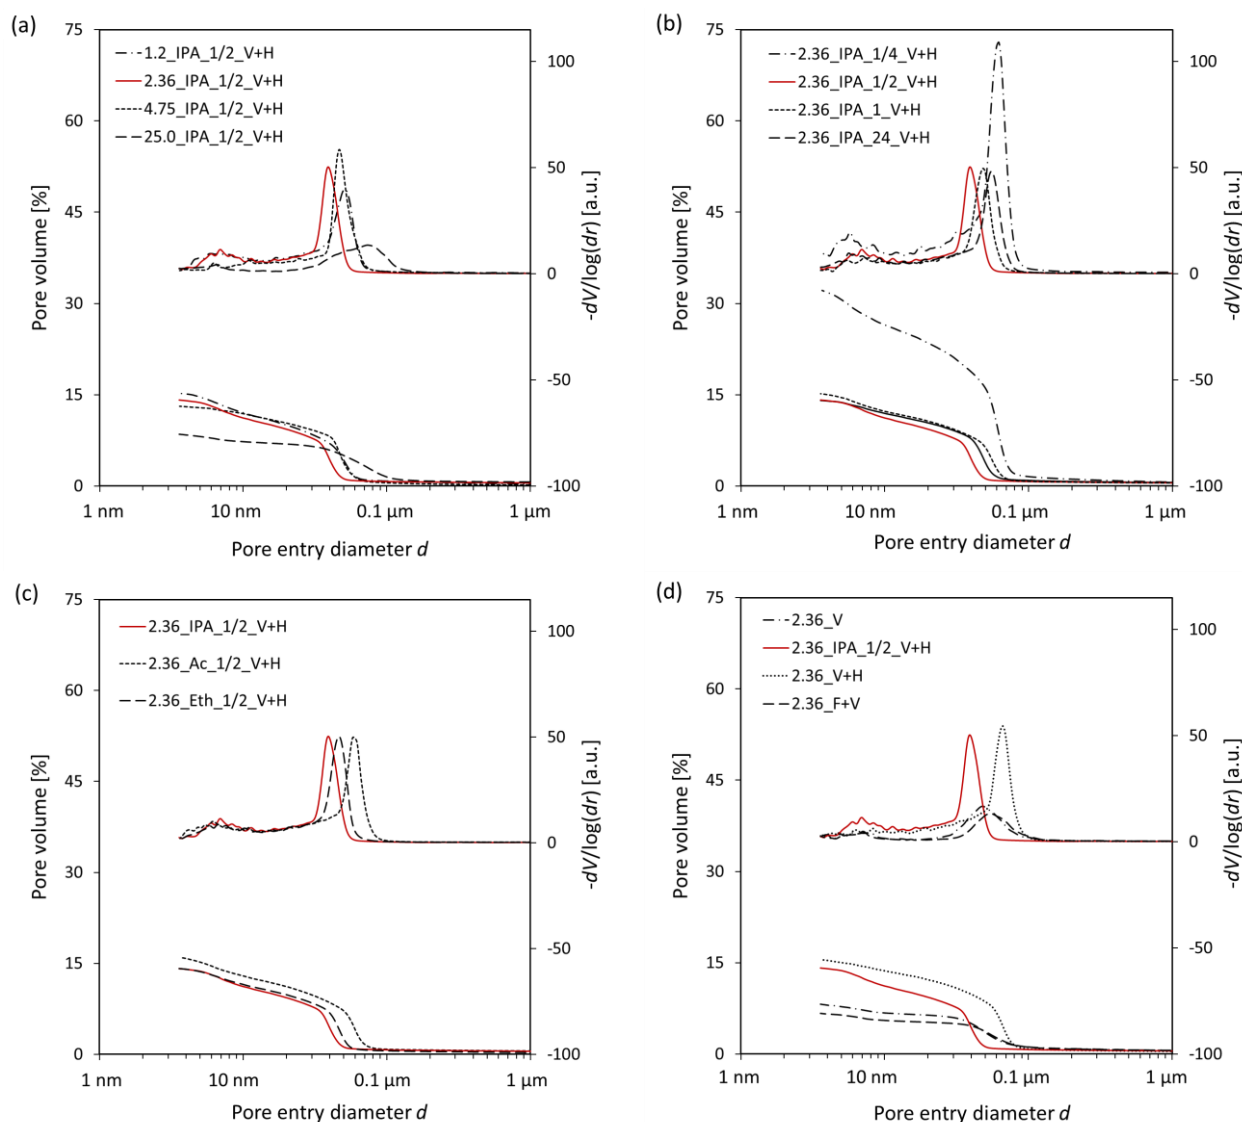 (a)
75
60
45
30
15
0
Pore volume [%]
1.2_IPA_1/2_V+H
2.36_IPA_1/2_V+H
4.75_IPA_1/2_V+H
25.0_IPA_1/2_V+H
100
50
0
-50
-100
-dV/log(dr) [a.u.]
1 nm
10 nm
0.1 µm
1 µm
Pore entry diameter d
(b)
75
60
45
30
15
0
Pore volume [%]
2.36_IPA_1/4_V+H
2.36_IPA_1/2_V+H
2.36_IPA_1_V+H
2.36_IPA_24_V+H
100
50
0
-50
-100
-dV/log(dr) [a.u.]
1 nm
10 nm
0.1 µm
1 µm
Pore entry diameter d
(c)
75
60
45
30
15
0
Pore volume [%]
2.36_IPA_1/2_V+H
2.36_Ac_1/2_V+H
2.36_Eth_1/2_V+H
100
50
0
-50
-100
-dV/log(dr) [a.u.]
1 nm
10 nm
0.1 µm
1 µm
Pore entry diameter d
(d)
75
60
45
30
15
0
Pore volume [%]
2.36_V
2.36_IPA_1/2_V+H
2.36_V+H
2.36_F+V
100
50
0
-50
-100
-dV/log(dr) [a.u.]
1 nm
10 nm
0.1 µm
1 µm
Pore entry diameter d